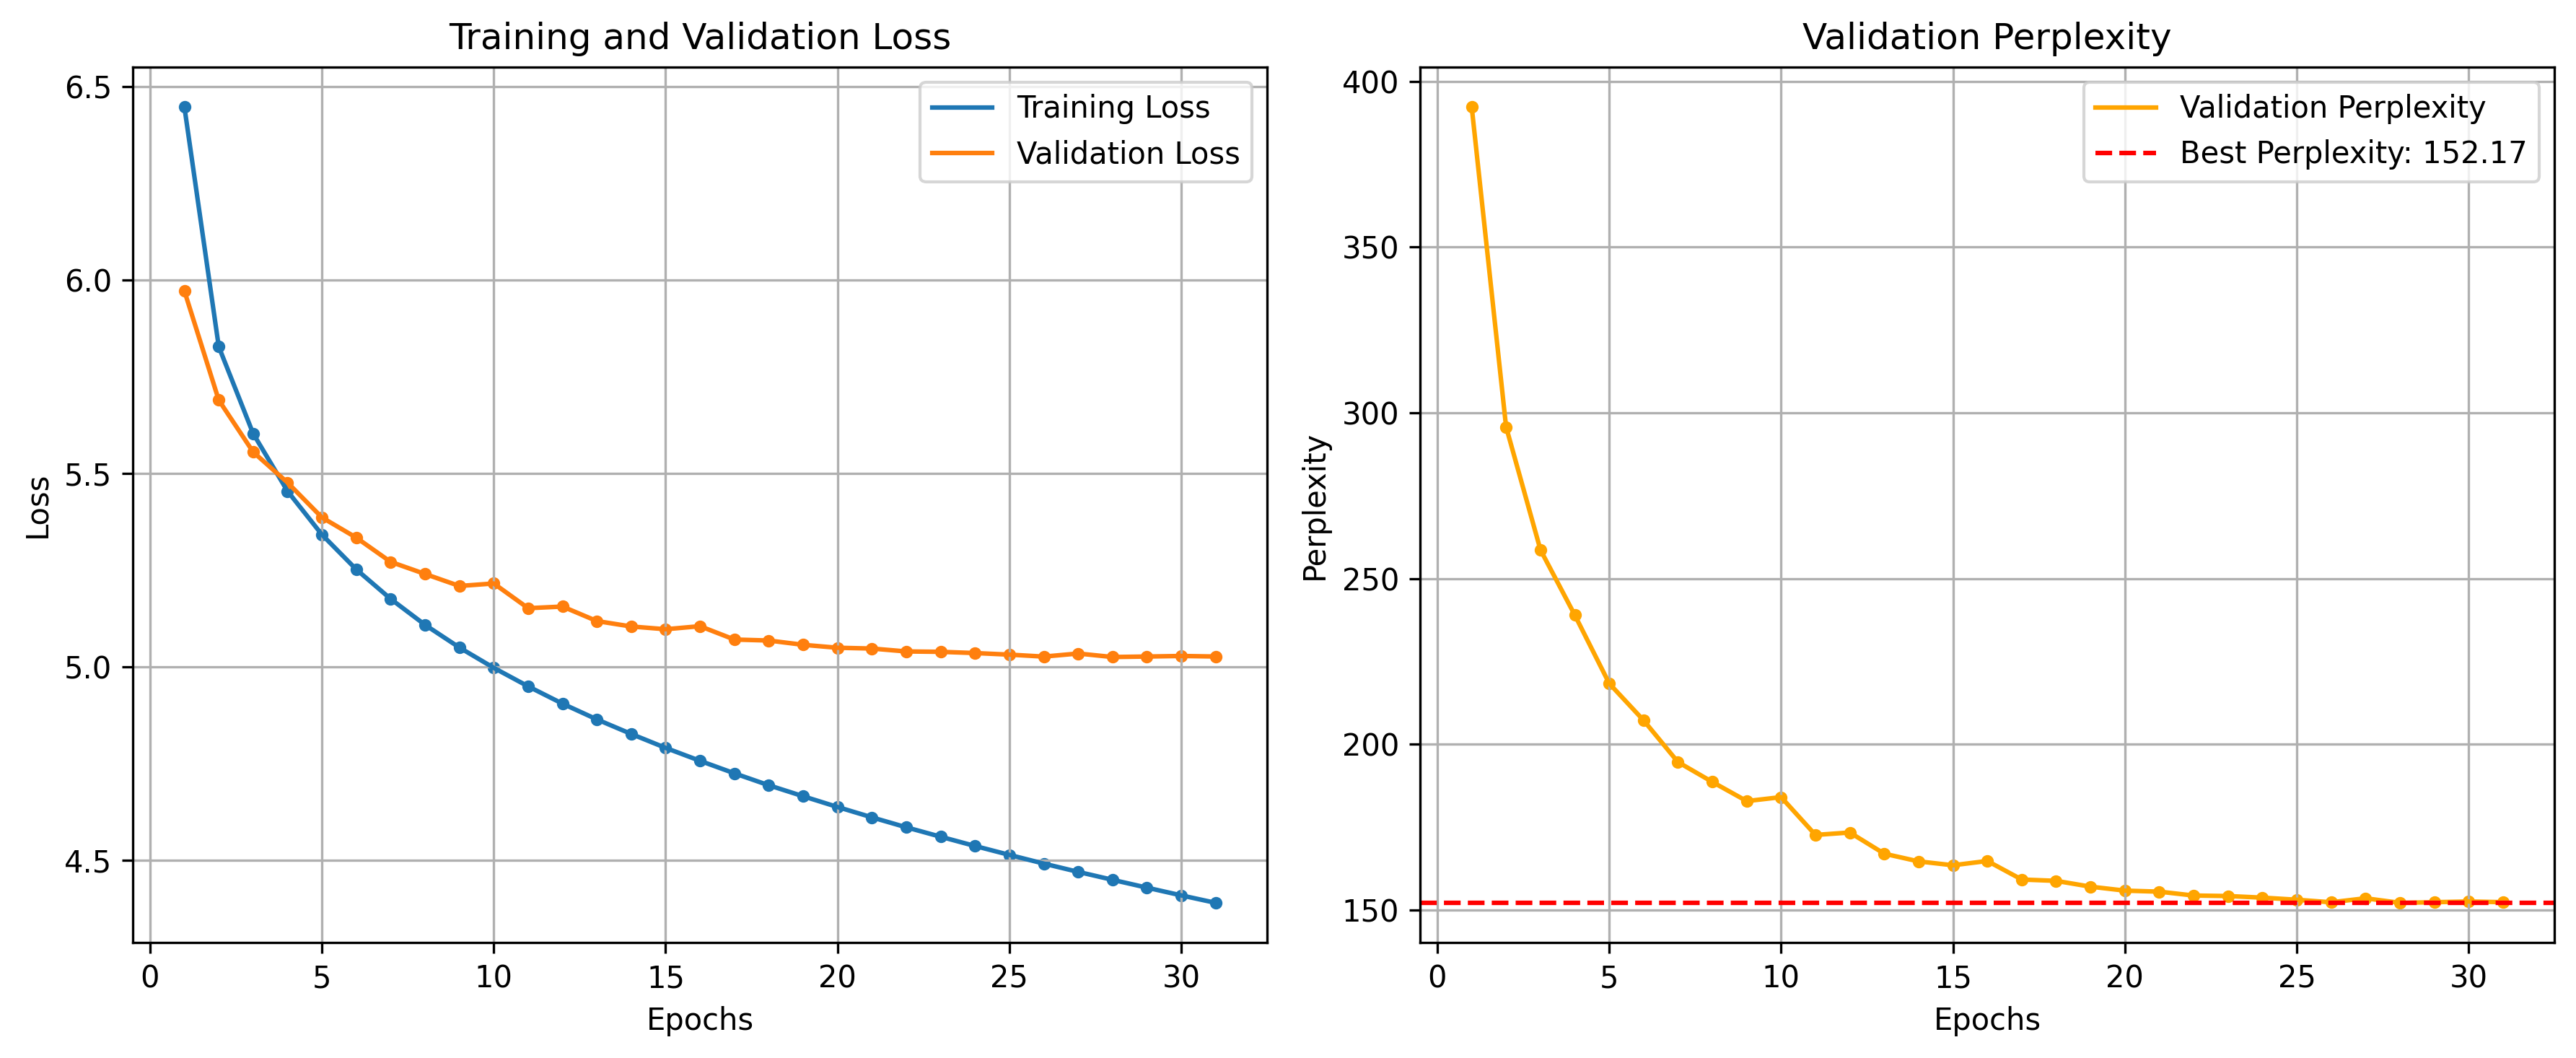 Training and Validation Loss
Training Loss
Validation Loss
6.5
6.0
5.5
5.0
4.5
Loss
0 5 10 15 20 25 30
Epochs
Validation Perplexity
Validation Perplexity
Best Perplexity: 152.17
400
350
300
250
200
150
Perplexity
0 5 10 15 20 25 30
Epochs